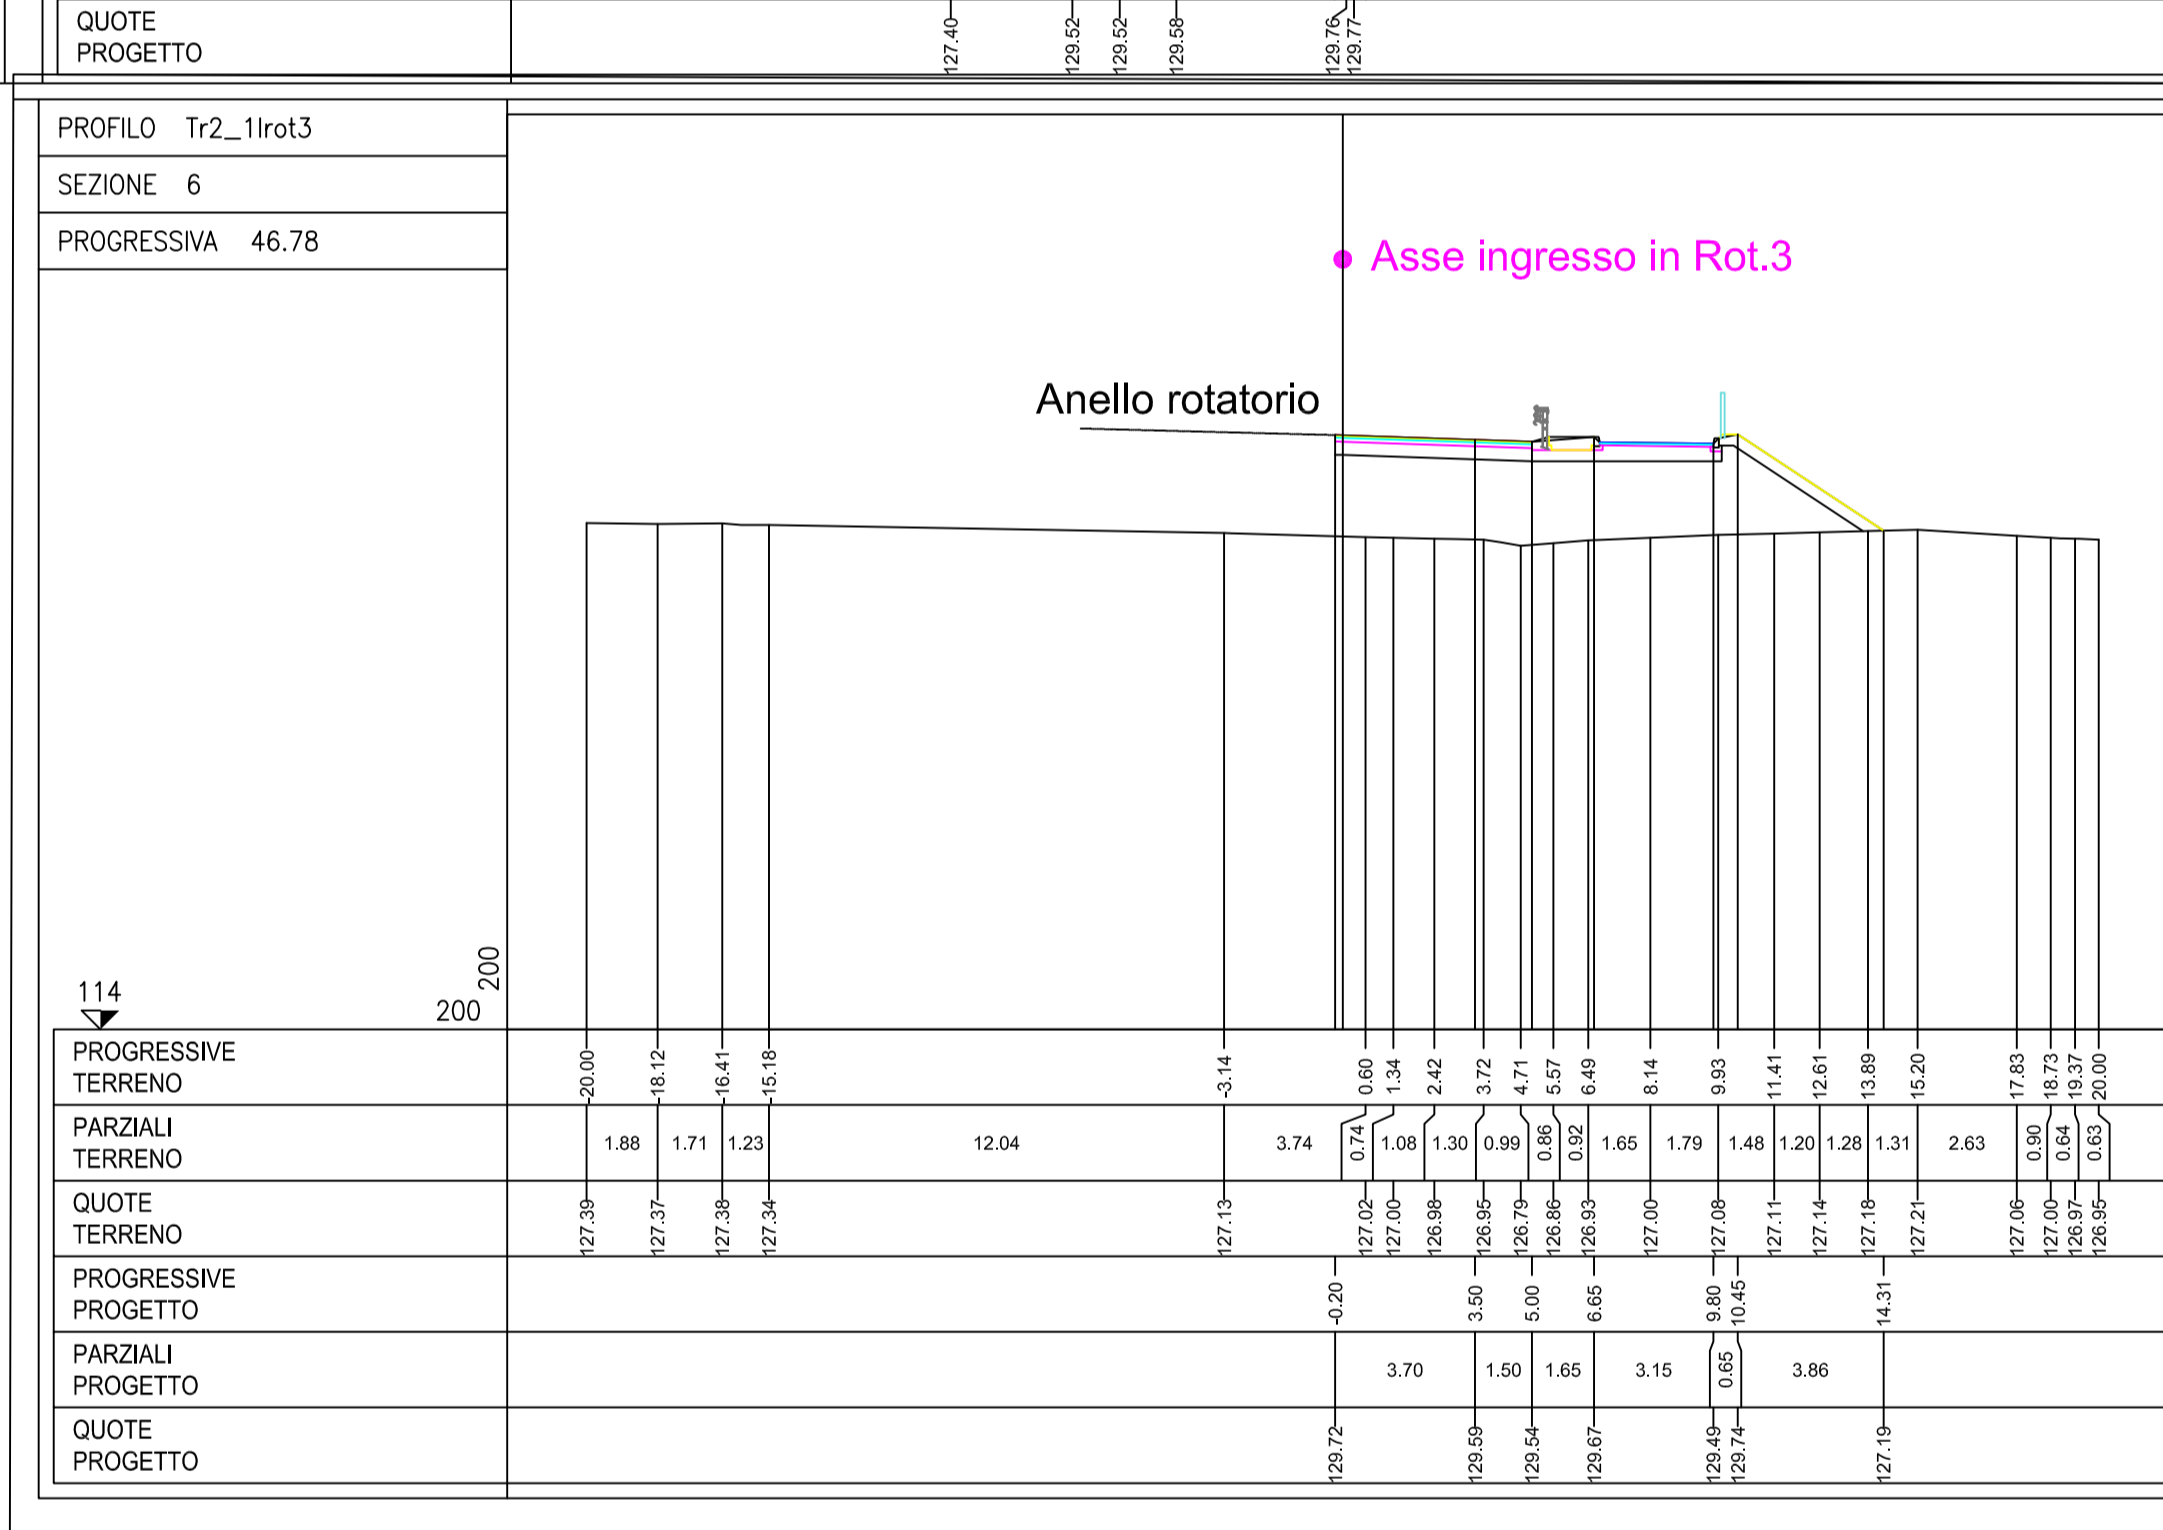 QUOTE
PROGETTO
127.40 129.52 129.52 129.58 129.76 129.77
PROFILO Tr2_1Irot3
SEZIONE 6
PROGRESSIVA 46.78
Asse ingresso in Rot.3
Anello rotatorio
200
114
200
PROGRESSIVE
TERRENO
-20.00 -18.12 -16.41 -15.18 -3.14 0.60 1.34 2.42 3.72 4.71 5.57 6.49 8.14 9.93 11.41 12.61 13.89 15.20 17.83 18.73 19.37 20.00
PARZIALI
TERRENO
1.88 1.71 1.23 12.04 3.74 0.74 1.08 1.30 0.99 0.86 0.92 1.65 1.79 1.48 1.20 1.28 1.31 2.63 0.90 0.64 0.63
QUOTE
TERRENO
127.39 127.37 127.38 127.34 127.13 127.02 127.00 126.98 126.95 126.79 126.86 126.93 127.00 127.08 127.11 127.14 127.18 127.21 127.06 127.00 126.97 126.95
PROGRESSIVE
PROGETTO
-0.20 3.50 5.00 6.65 9.80 10.45 14.31
PARZIALI
PROGETTO
3.70 1.50 1.65 3.15 0.65 3.86
QUOTE
PROGETTO
129.72 129.59 129.54 129.67 129.49 129.74 127.19